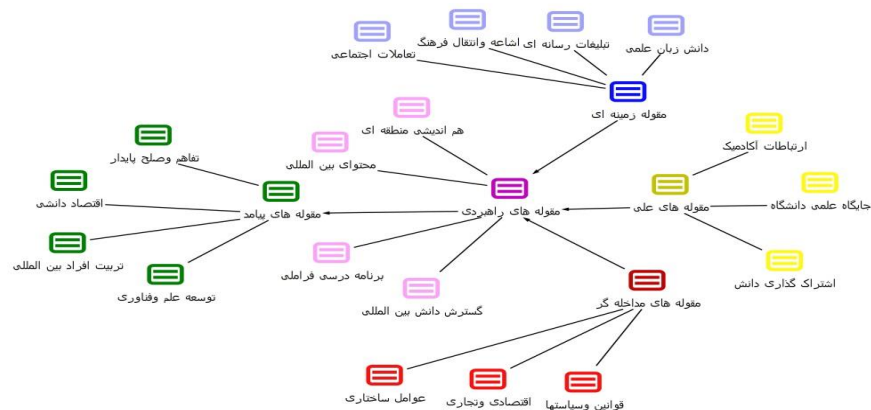 دانش زبان علمی
تبلیغات رسانه ای
اشاعه وانتقال فرهنگ
تعاملات اجتماعی
مقوله زمینه ای
هم اندیشی منطقه ای
ارتباطات آکادمیک
تفاهم وصلح پایدار
محتوای بین المللی
جایگاه علمی دانشگاه
مقوله های علی
مقوله های راهبردی
مقوله های پیامد
اقتصاد دانشی
تربیت افراد بین المللی
توسعه علم وفناوری
برنامه درسی فراملی
گسترش دانش بین المللی
اشتراک گذاری دانش
مقوله های مداخله گر
قوانین وسیاستها
اقتصادی وتجاری
عوامل ساختاری